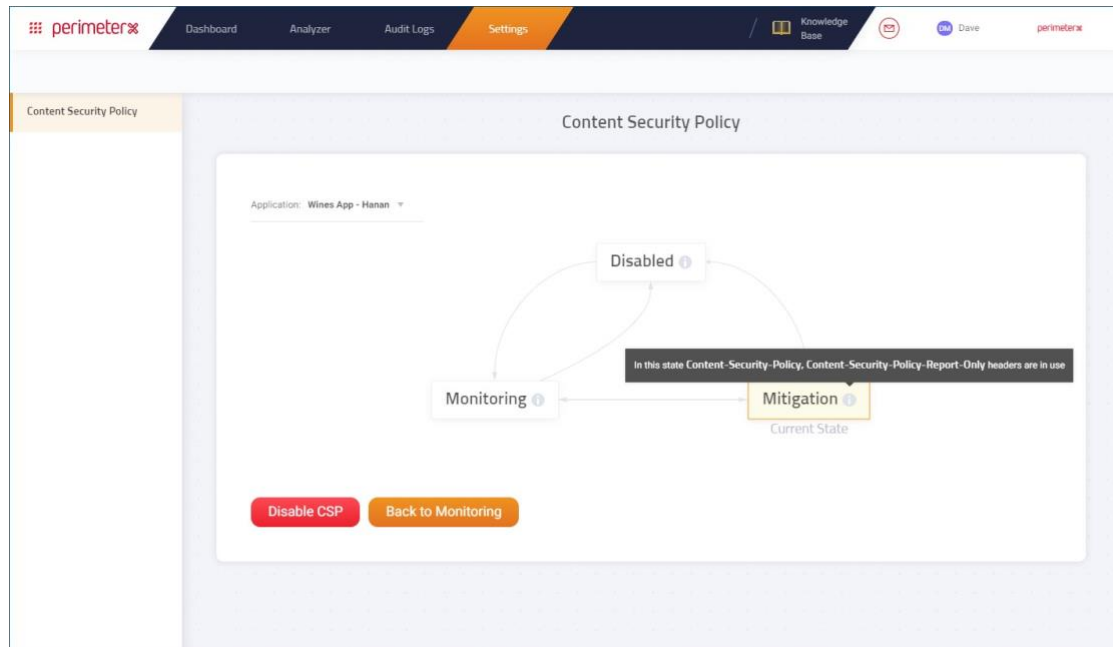 perimeterx
Dashboard
Analyzer
Audit Logs
Settings
Knowledge
Base
DM
Dave
perimeterx
Content Security Policy
Content Security Policy
Application: Wines App - Hanan
Disabled
In this state Content-Security-Policy, Content-Security-Policy-Report-Only headers are in use
Monitoring
Mitigation
Current State
Disable CSP
Back to Monitoring